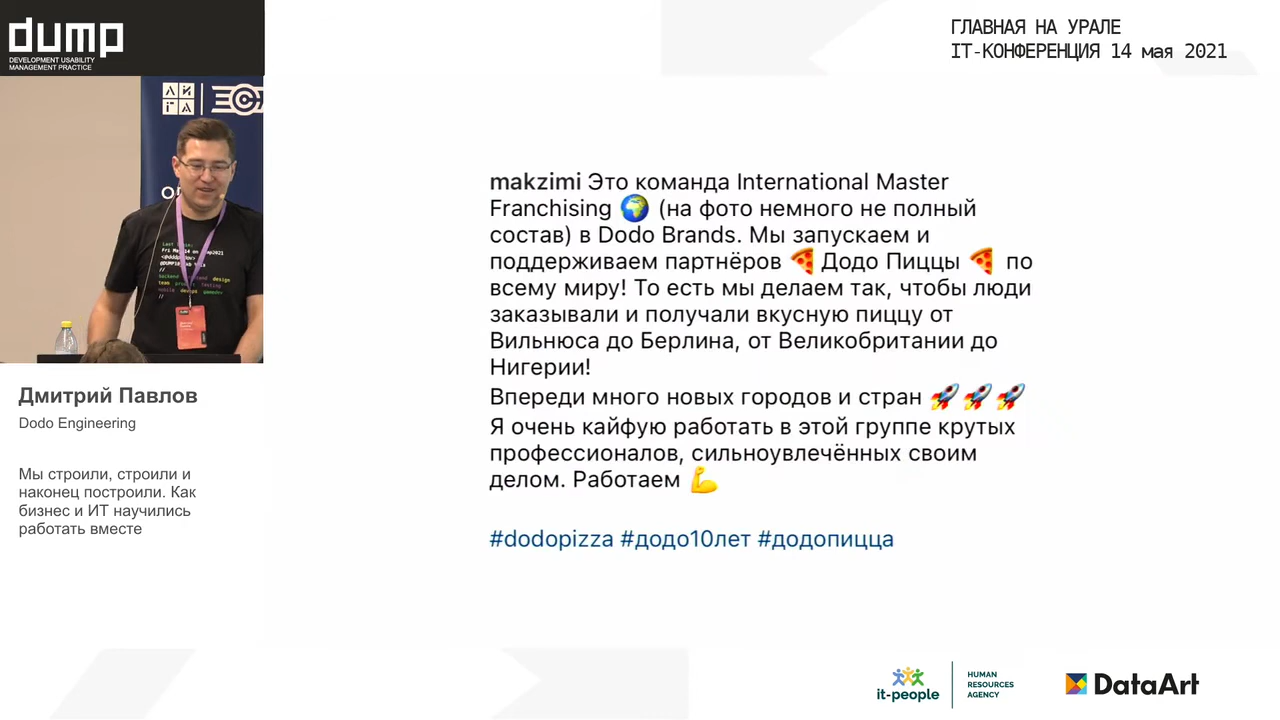 dump
DEVELOPMENT USABILITY
MANAGEMENT PRACTICE
ГЛАВНАЯ НА УРАЛЕ
IT-КОНФЕРЕНЦИЯ 14 мая 2021
ЛИ
ГА
makzimi Это команда International Master
Franchising 🌍 (на фото немного не полный
состав) в Dodo Brands. Мы запускаем и
поддерживаем партнёров 🍕 Додо Пиццы 🍕 по
всему миру! То есть мы делаем так, чтобы люди
заказывали и получали вкусную пиццу от
Вильнюса до Берлина, от Великобритании до
Нигерии!
Впереди много новых городов и стран 🚀🚀🚀
Я очень кайфую работать в этой группе крутых
профессионалов, сильноувлечённых своим
делом. Работаем 💪
#dodopizza #додо10лет #додопицца
Дмитрий Павлов
Dodo Engineering
Мы строили, строили и
наконец построили. Как
бизнес и ИТ научились
работать вместе
it-people
HUMAN
RESOURCES
AGENCY
DataArt